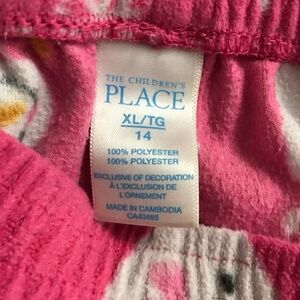 THE CHILDREN'S
PLACE
XL/TG
14
100% POLYESTER
100% POLYESTER
EXCLUSIVE OF DECORATION
À L'EXCLUSION DE
L'ORNEMENT
MADE IN CAMBODIA
CA40485